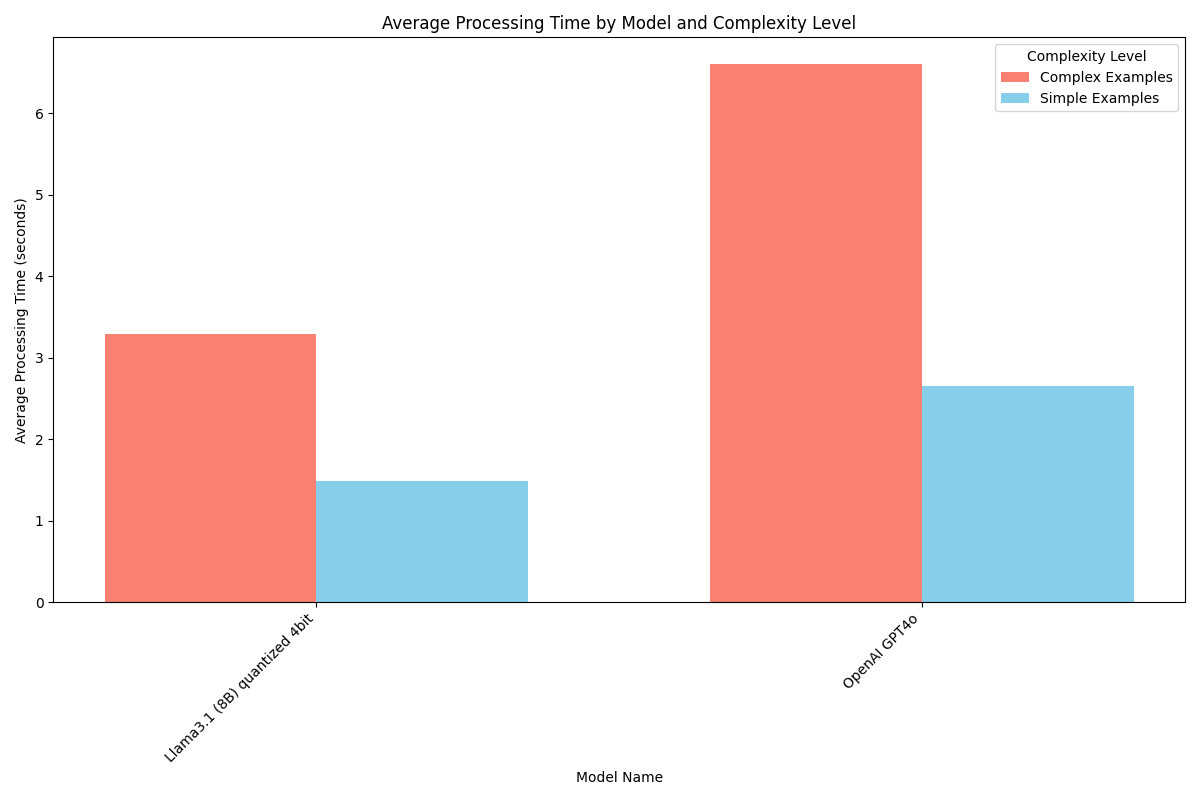 Average Processing Time by Model and Complexity Level
Complexity Level
Complex Examples
Simple Examples
Average Processing Time (seconds)
6
5
4
3
2
1
0
Llama3.1 (8B) quantized 4bit
OpenAI GPT4o
Model Name